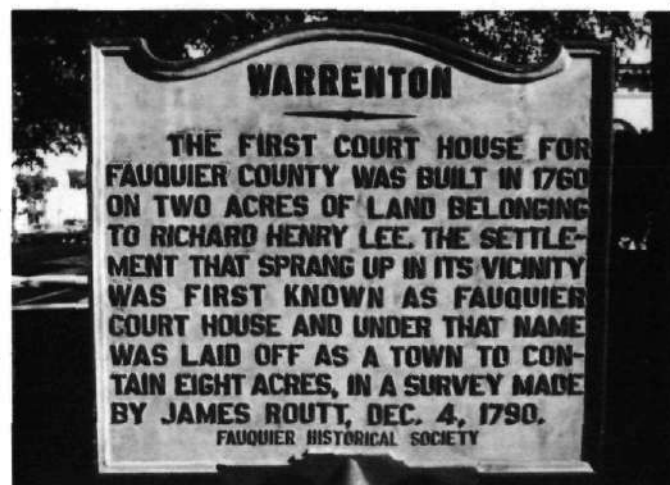 WARRENTON
THE FIRST COURT HOUSE FOR
FAUQUIER COUNTY WAS BUILT IN 1760
ON TWO ACRES OF LAND BELONGING
TO RICHARD HENRY LEE. THE SETTLE-
MENT THAT SPRANG UP IN ITS VICINITY
WAS FIRST KNOWN AS FAUQUIER
COURT HOUSE AND UNDER THAT NAME
WAS LAID OFF AS A TOWN TO CON-
TAIN EIGHT ACRES, IN A SURVEY MADE
BY JAMES ROUTT, DEC. 4, 1790.
FAUQUIER HISTORICAL SOCIETY